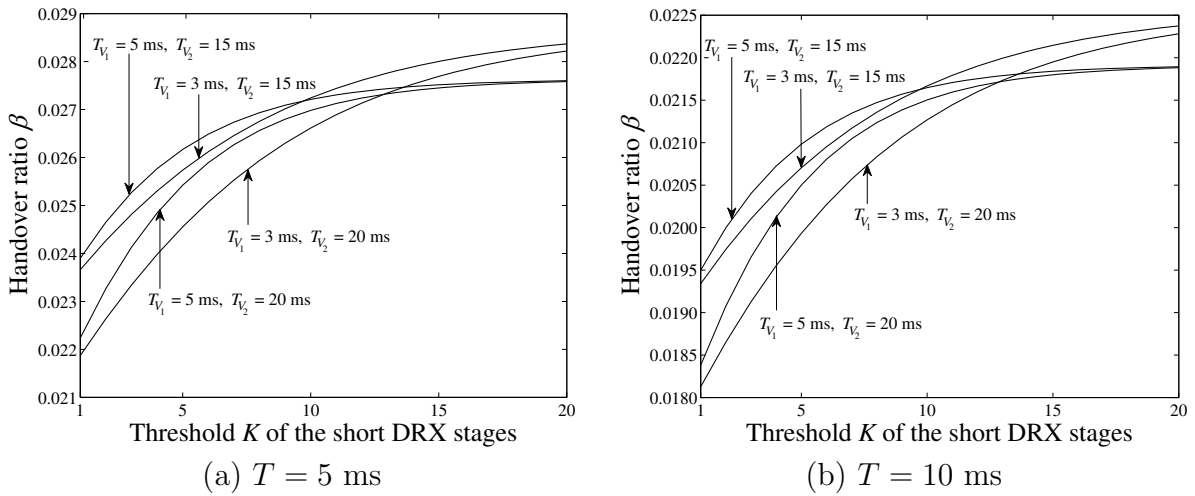 0.029
0.028
0.027
0.026
0.025
0.024
0.023
0.022
0.021
Handover ratio β
T_{V_1} = 5 ms, T_{V_2} = 15 ms
T_{V_1} = 3 ms, T_{V_2} = 15 ms
T_{V_1} = 3 ms, T_{V_2} = 20 ms
T_{V_1} = 5 ms, T_{V_2} = 20 ms
1 5 10 15 20
Threshold K of the short DRX stages
(a) T = 5 ms
0.0225
0.0220
0.0215
0.0210
0.0205
0.0200
0.0195
0.0190
0.0185
0.0180
Handover ratio β
T_{V_1} = 5 ms, T_{V_2} = 15 ms
T_{V_1} = 3 ms, T_{V_2} = 15 ms
T_{V_1} = 3 ms, T_{V_2} = 20 ms
T_{V_1} = 5 ms, T_{V_2} = 20 ms
1 5 10 15 20
Threshold K of the short DRX stages
(b) T = 10 ms